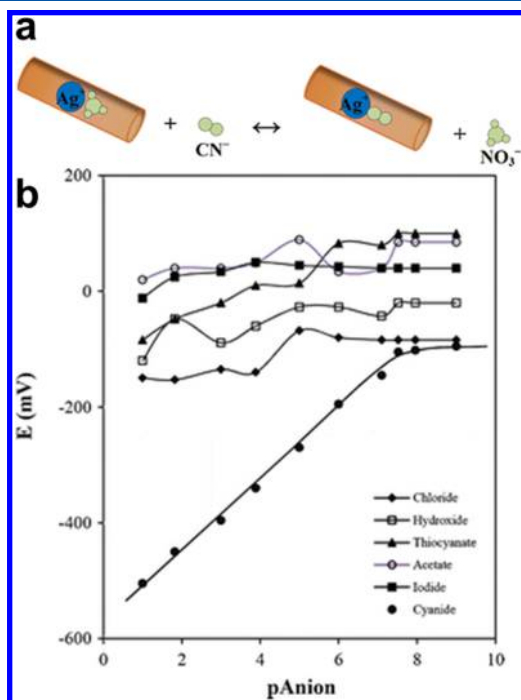 a
Ag⁺ + CN⁻ ↔ Ag⁺ + NO₃⁻
b
E (mV)
200
0
-200
-400
-600
Chloride
Hydroxide
Thiocyanate
Acetate
Iodide
Cyanide
0 2 4 6 8 10
pAnion